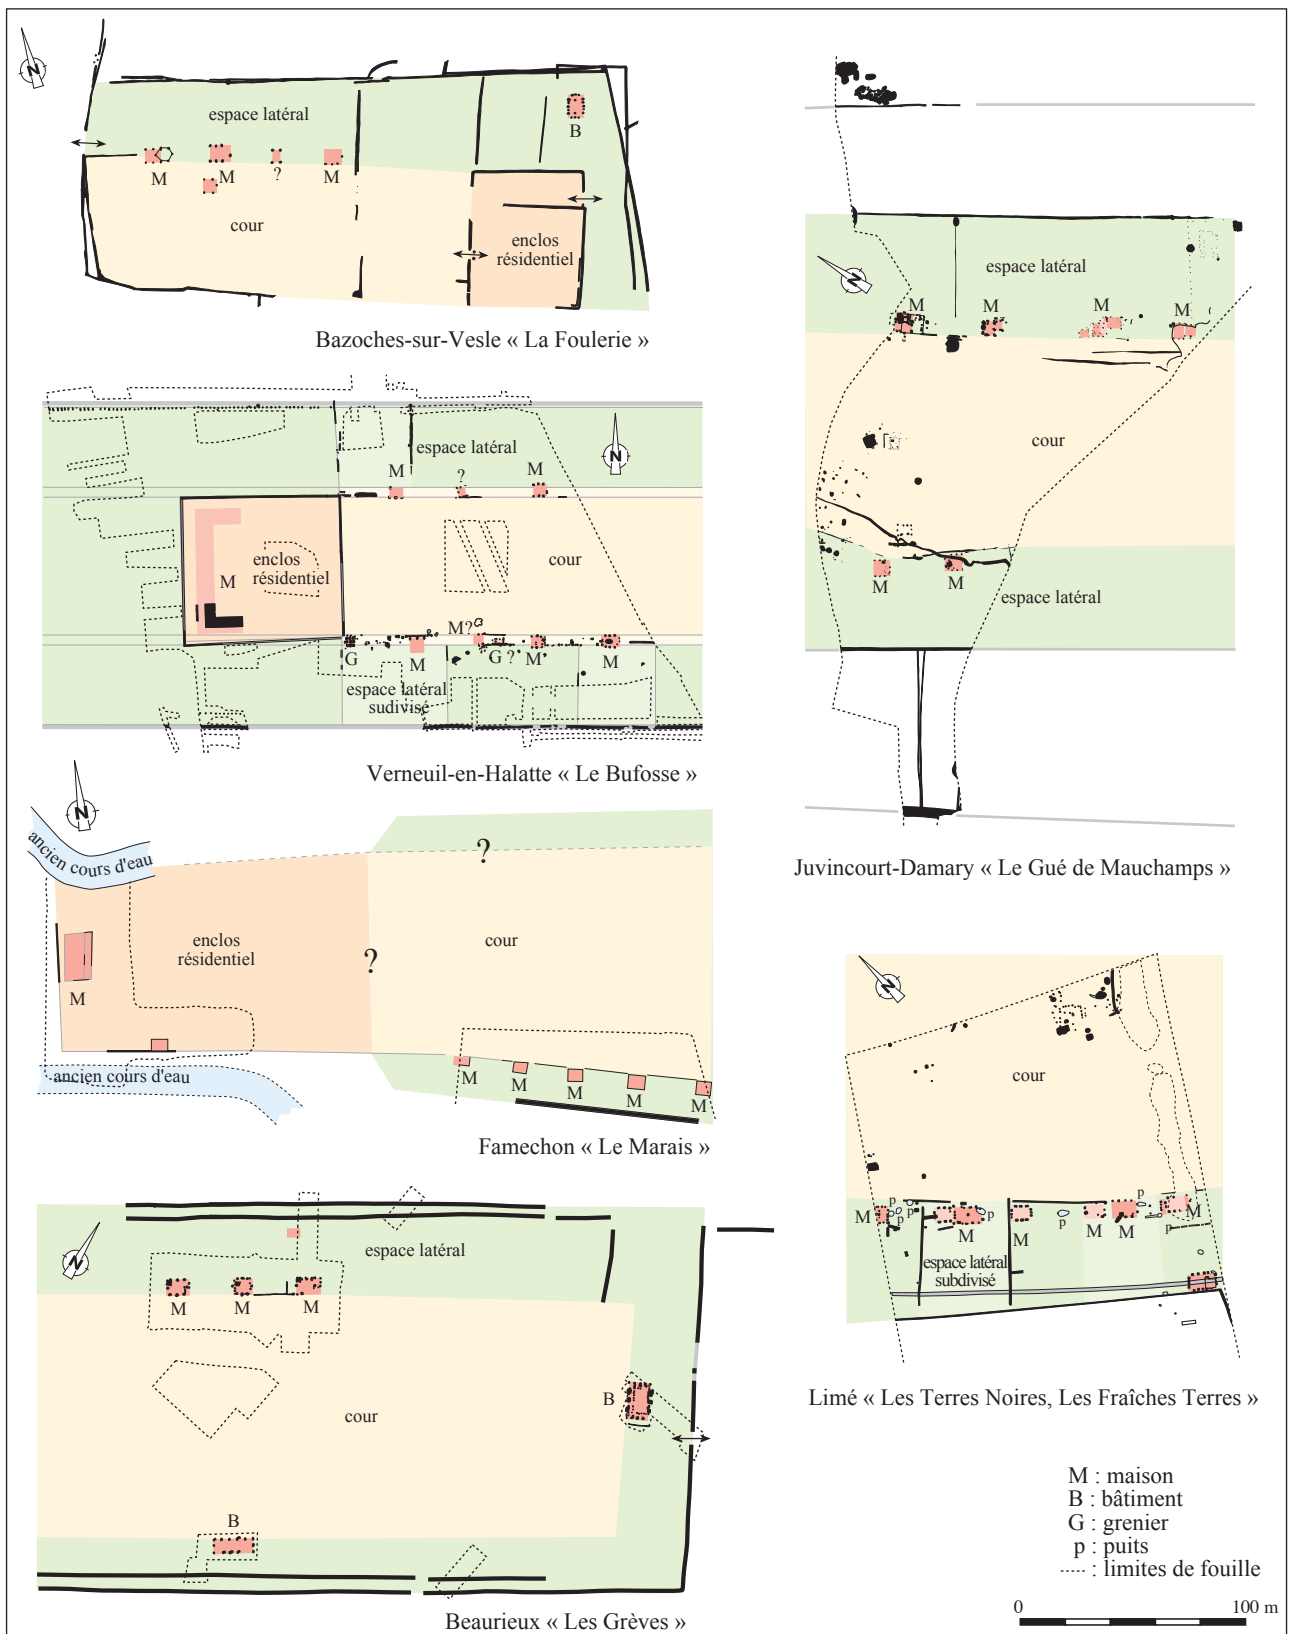 N
espace latéral
B
M
M
?
M
cour
enclos
résidentiel
Bazoches-sur-Vesle « La Foulerie »
espace latéral
N
M
?
M
enclos
résidentiel
M
cour
M?
G
M
G ?
M
M
espace latéral
sudivisé
Verneuil-en-Halatte « Le Bufosse »
N
ancien cours d'eau
?
enclos
résidentiel
cour
?
M
ancien cours d'eau
M
M
M
M
M
Famechon « Le Marais »
N
espace latéral
M
M
M
B
cour
B
Beaurieux « Les Grèves »
N
espace latéral
M
M
M
M
cour
M
M
espace latéral
Juvincourt-Damary « Le Gué de Mauchamps »
N
cour
p
p
p
p
p
p
p
M
M
M
M
M
M
espace latéral
subdivisé
Limé « Les Terres Noires, Les Fraîches Terres »
M : maison
B : bâtiment
G : grenier
p : puits
----- : limites de fouille
0 100 m